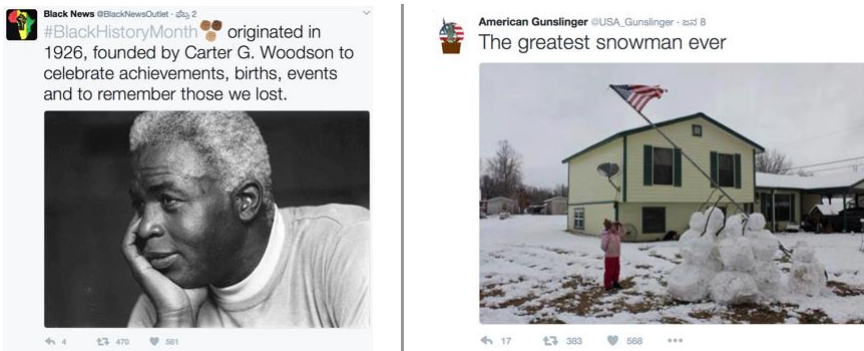 Black News @BlackNewsOutlet · ಫೆಬ್ರ 2
#BlackHistoryMonth originated in
1926, founded by Carter G. Woodson to
celebrate achievements, births, events
and to remember those we lost.
4 470 581
American Gunslinger @USA_Gunslinger · ಜನ 8
The greatest snowman ever
17 383 568